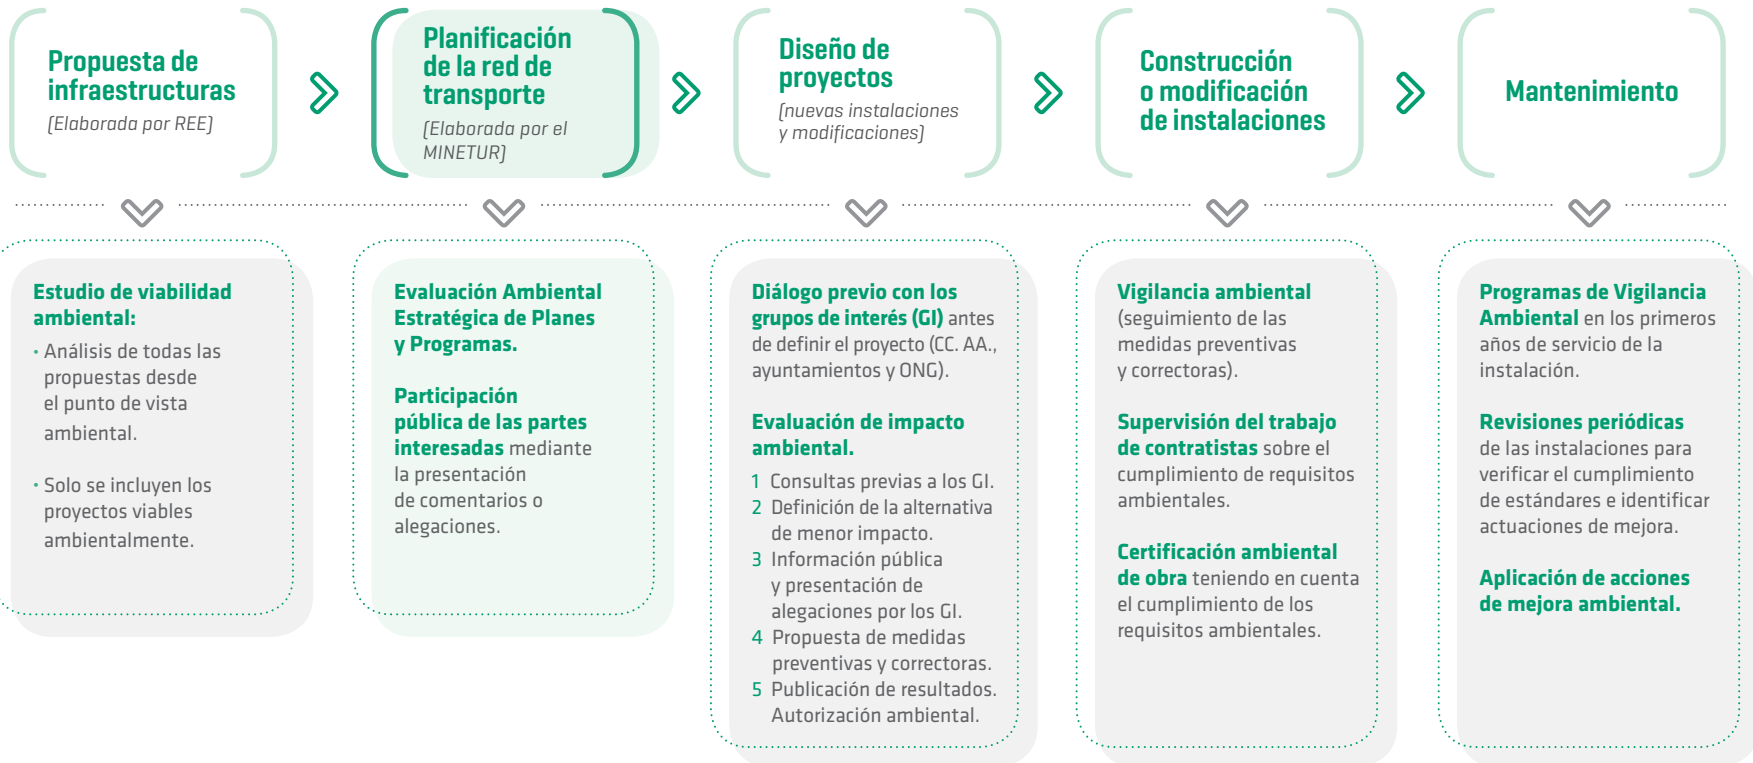 Propuesta de
infraestructuras
(Elaborada por REE)
Planificación
de la red de
transporte
(Elaborada por el
MINETUR)
Diseño de
proyectos
(nuevas instalaciones
y modificaciones)
Construcción
o modificación
de instalaciones
Mantenimiento
Estudio de viabilidad
ambiental:
· Análisis de todas las
propuestas desde
el punto de vista
ambiental.
· Solo se incluyen los
proyectos viables
ambientalmente.
Evaluación Ambiental
Estratégica de Planes
y Programas.
Participación
pública de las partes
interesadas mediante
la presentación
de comentarios o
alegaciones.
Diálogo previo con los
grupos de interés (GI) antes
de definir el proyecto (CC. AA.,
ayuntamientos y ONG).
Evaluación de impacto
ambiental.
1 Consultas previas a los GI.
2 Definición de la alternativa
de menor impacto.
3 Información pública
y presentación de
alegaciones por los GI.
4 Propuesta de medidas
preventivas y correctoras.
5 Publicación de resultados.
Autorización ambiental.
Vigilancia ambiental
(seguimiento de las
medidas preventivas
y correctoras).
Supervisión del trabajo
de contratistas sobre el
cumplimiento de requisitos
ambientales.
Certificación ambiental
de obra teniendo en cuenta
el cumplimiento de los
requisitos ambientales.
Programas de Vigilancia
Ambiental en los primeros
años de servicio de la
instalación.
Revisiones periódicas
de las instalaciones para
verificar el cumplimiento
de estándares e identificar
actuaciones de mejora.
Aplicación de acciones
de mejora ambiental.